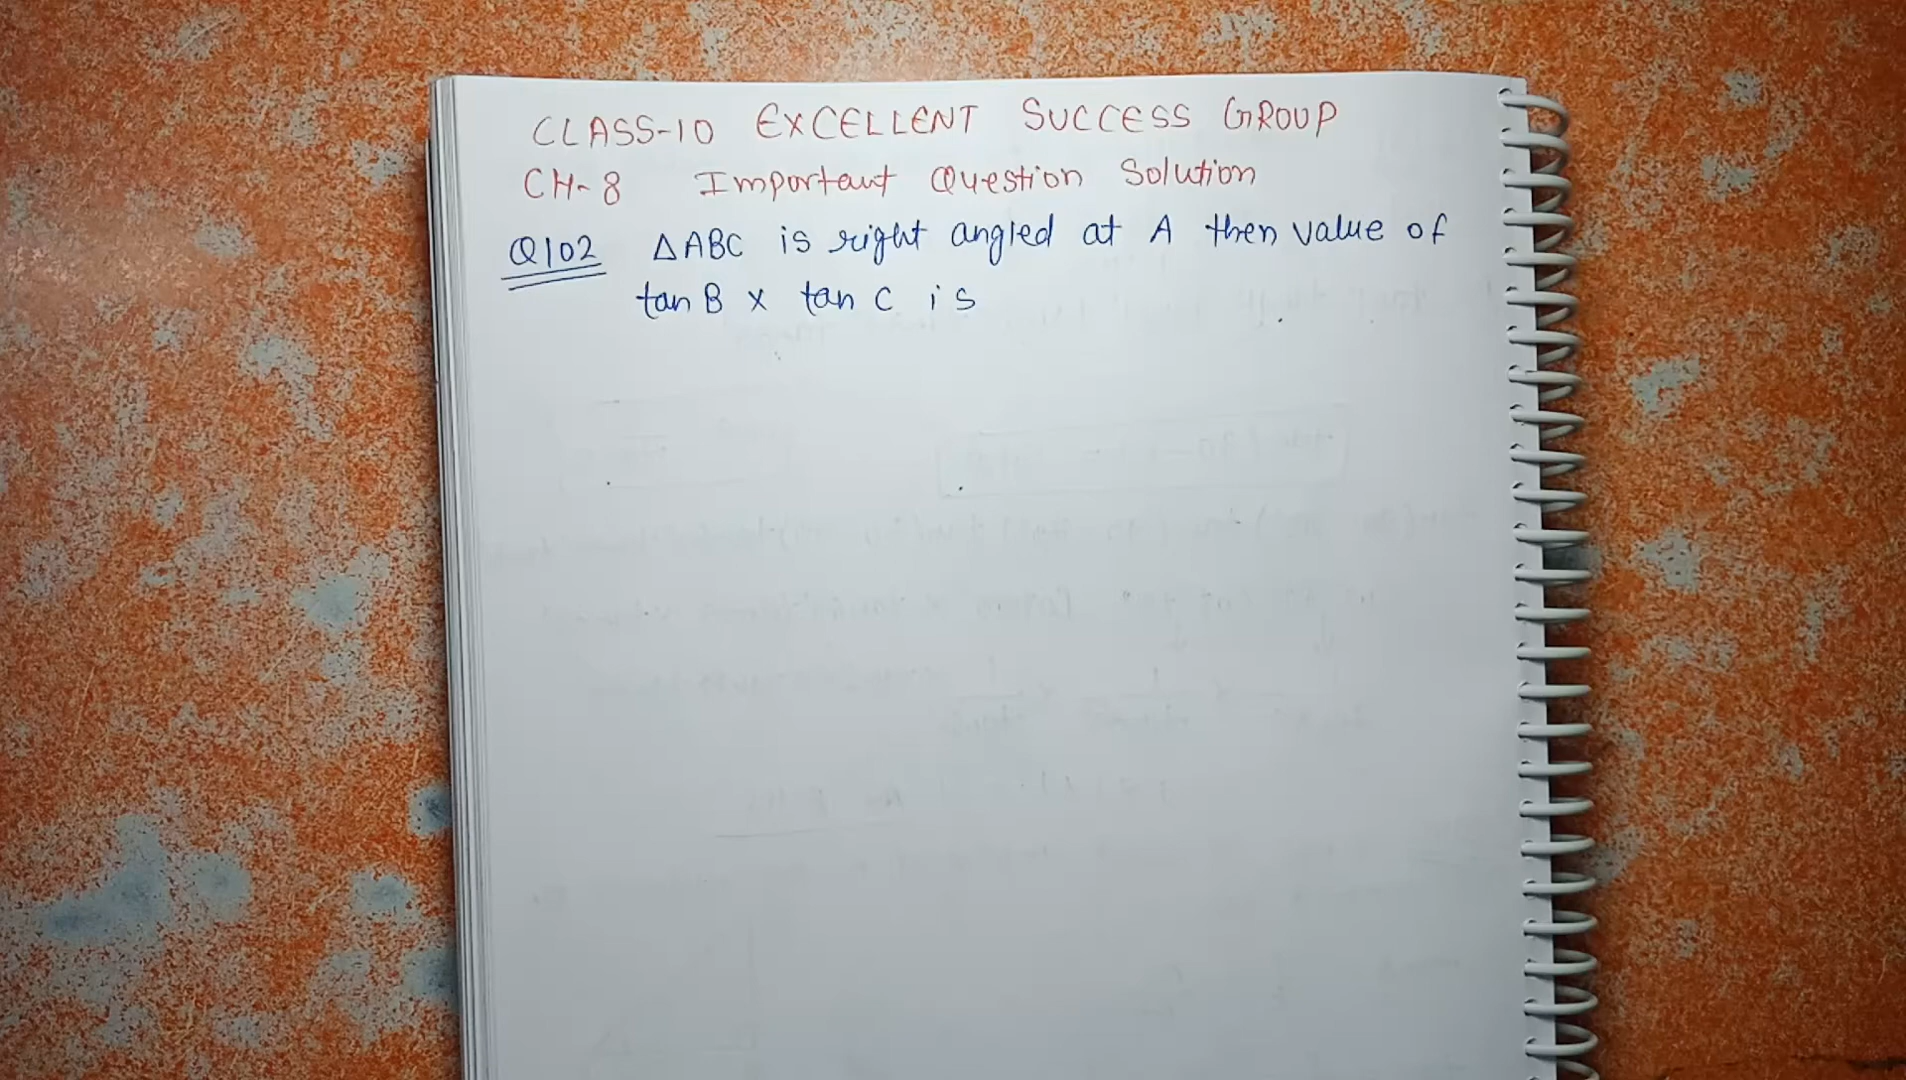 CLASS-10 EXCELLENT SUCCESS GROUP
CH-8 Important Question Solution
Q102 △ABC is right angled at A then value of
tan B x tan C is